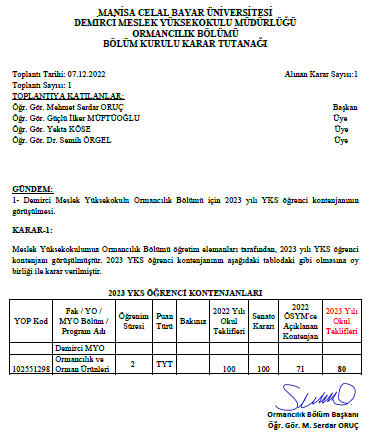 MANİSA CELAL BAYAR ÜNİVERSİTESİ
DEMİRCİ MESLEK YÜKSEKOKULU MÜDÜRLÜĞÜ
ORMANCILIK BÖLÜMÜ
BÖLÜM KURULU KARAR TUTANAĞI
Toplantı Tarihi: 07.12.2022 Alınan Karar Sayısı:1
Toplantı Sayısı: 1
TOPLANTIYA KATILANLAR:
Öğr. Gör. Mehmet Serdar ORUÇ Başkan
Öğr. Gör. Güçlü İlker MÜFTÜOĞLU Üye
Öğr. Gör. Yekta KÖSE Üye
Öğr. Gör. Dr. Semih ÖRGEL Üye
GÜNDEM:
1- Demirci Meslek Yüksekokulu Ormancılık Bölümü için 2023 yılı YKS öğrenci kontenjanının
görüşülmesi.
KARAR-1:
Meslek Yüksekokulumuz Ormancılık Bölümü öğretim elemanları tarafından, 2023 yılı YKS öğrenci
kontenjanı görüşülmüştür. 2023 YKS öğrenci kontenjanının aşağıdaki tablodaki gibi olmasına oy
birliği ile karar verilmiştir.
2023 YKS ÖĞRENCİ KONTENJANLARI
YOP Kod Fak / YO / MYO Bölüm / Program Adı Öğrenim Süresi Puan Türü Bakınız 2022 Yılı Okul Teklifleri Senato Kararı 2022 ÖSYM'ce Açıklanan Kontenjan 2023 Yılı Okul Teklifleri
Demirci MYO
102551298 Ormancılık ve Orman Ürünleri 2 TYT 100 100 71 80
Ormancılık Bölüm Başkanı
Öğr. Gör. M. Serdar ORUÇ